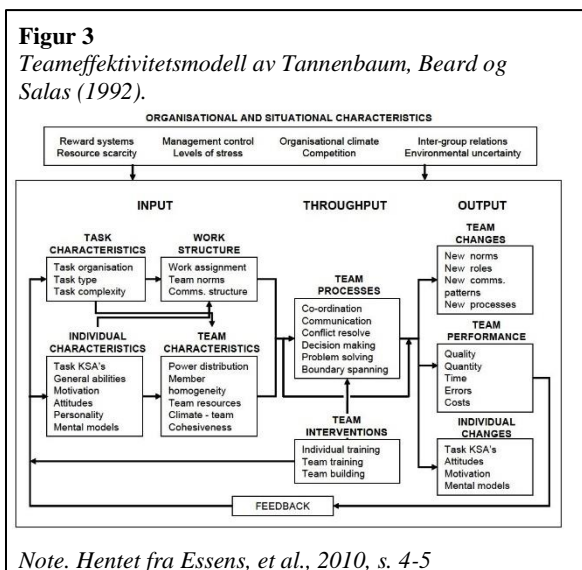 Figur 3
Teameffektivitetsmodell av Tannenbaum, Beard og
Salas (1992).
ORGANISATIONAL AND SITUATIONAL CHARACTERISTICS
Reward systems
Resource scarcity
Management control
Levels of stress
Organisational climate
Competition
Inter-group relations
Environmental uncertainty
INPUT
THROUGHPUT
OUTPUT
TASK
CHARACTERISTICS
Task organisation
Task type
Task complexity
WORK
STRUCTURE
Work assignment
Team norms
Comms. structure
INDIVIDUAL
CHARACTERISTICS
Task KSA's
General abilities
Motivation
Attitudes
Personality
Mental models
TEAM
CHARACTERISTICS
Power distribution
Member
homogeneity
Team resources
Climate - team
Cohesiveness
TEAM
PROCESSES
Co-ordination
Communication
Conflict resolve
Decision making
Problem solving
Boundary spanning
TEAM
INTERVENTIONS
Individual training
Team training
Team building
TEAM
CHANGES
New norms
New roles
New comms.
patterns
New processes
TEAM
PERFORMANCE
Quality
Quantity
Time
Errors
Costs
INDIVIDUAL
CHANGES
Task KSA's
Attitudes
Motivation
Mental models
FEEDBACK
Note. Hentet fra Essens, et al., 2010, s. 4-5